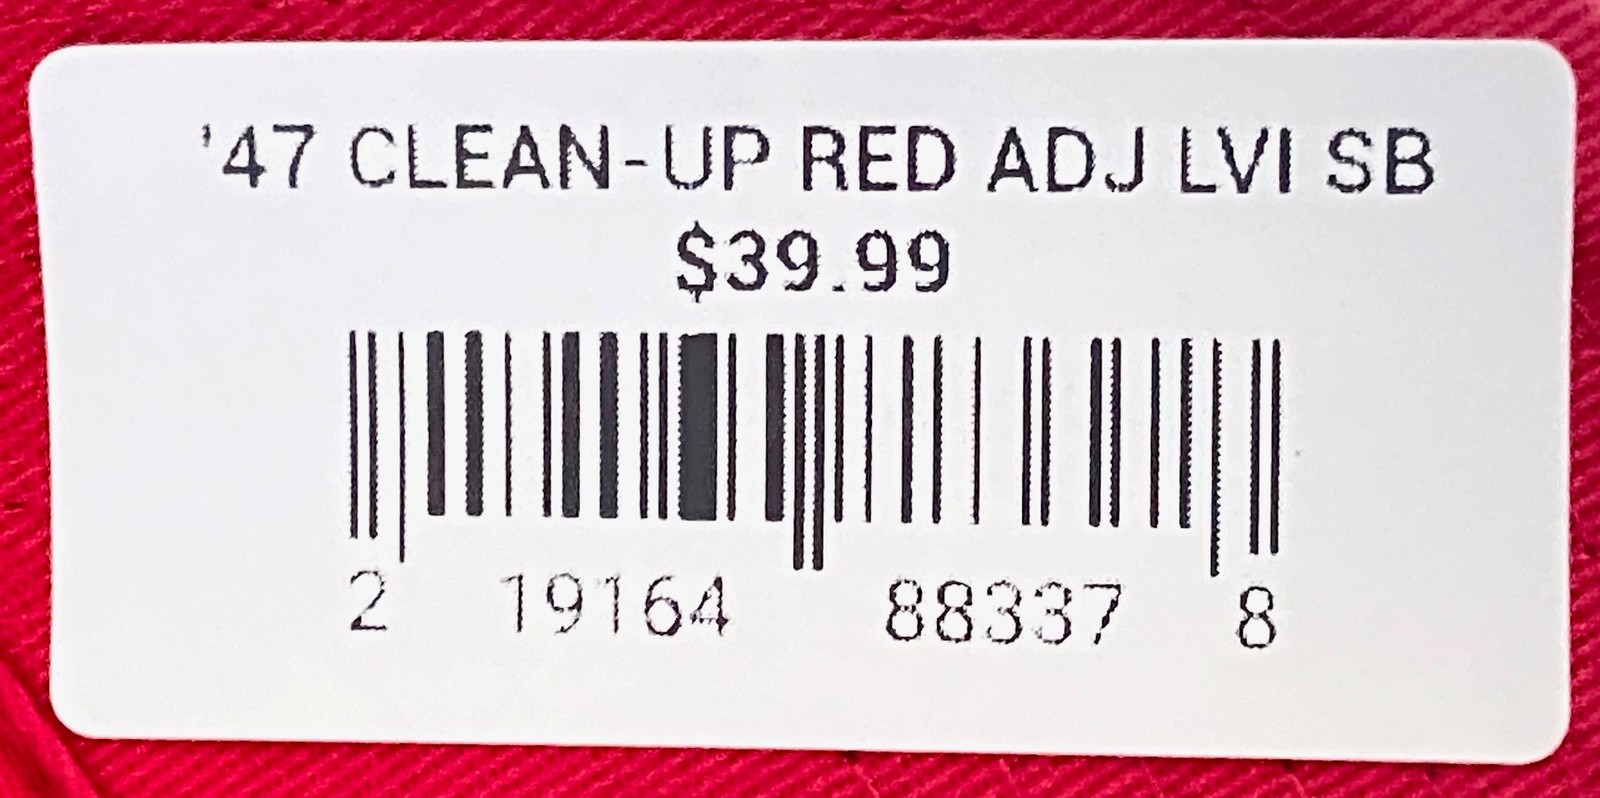 '47 CLEAN-UP RED ADJ LVI SB
$39.99
2 19164 88337 8